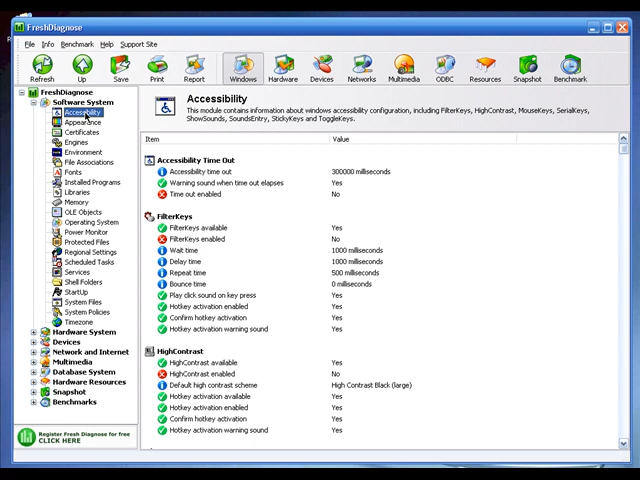 FreshDiagnose
File Info Benchmark Help Support Site
Refresh Up Save Print Report Windows Hardware Devices Networks Multimedia ODBC Resources Snapshot Benchmark
FreshDiagnose
Software System
Accessibility
Appearance
Certificates
Engines
Environment
File Associations
Fonts
Installed Programs
Libraries
Memory
OLE Objects
Operating System
Power Monitor
Protected Files
Regional Settings
Scheduled Tasks
Services
Shell Folders
StartUp
System Files
System Policies
Timezone
Hardware System
Devices
Network and Internet
Multimedia
Database System
Hardware Resources
Snapshot
Benchmarks
Register Fresh Diagnose for free
CLICK HERE
Accessibility
This module contains information about windows accessibility configuration, including FilterKeys, HighContrast, MouseKeys, SerialKeys,
ShowSounds, SoundsEntry, StickyKeys and ToggleKeys.
Item Value
Accessibility Time Out
Accessibility time out 300000 milliseconds
Warning sound when time out elapses Yes
Time out enabled No
FilterKeys
FilterKeys available Yes
FilterKeys enabled No
Wait time 1000 milliseconds
Delay time 1000 milliseconds
Repeat time 500 milliseconds
Bounce time 0 milliseconds
Play click sound on key press Yes
Hotkey activation enabled Yes
Confirm hotkey activation Yes
Hotkey activation warning sound Yes
HighContrast
HighContrast available Yes
HighContrast enabled No
Default high contrast scheme High Contrast Black (large)
Hotkey activation available Yes
Hotkey activation enabled Yes
Confirm hotkey activation Yes
Hotkey activation warning sound Yes